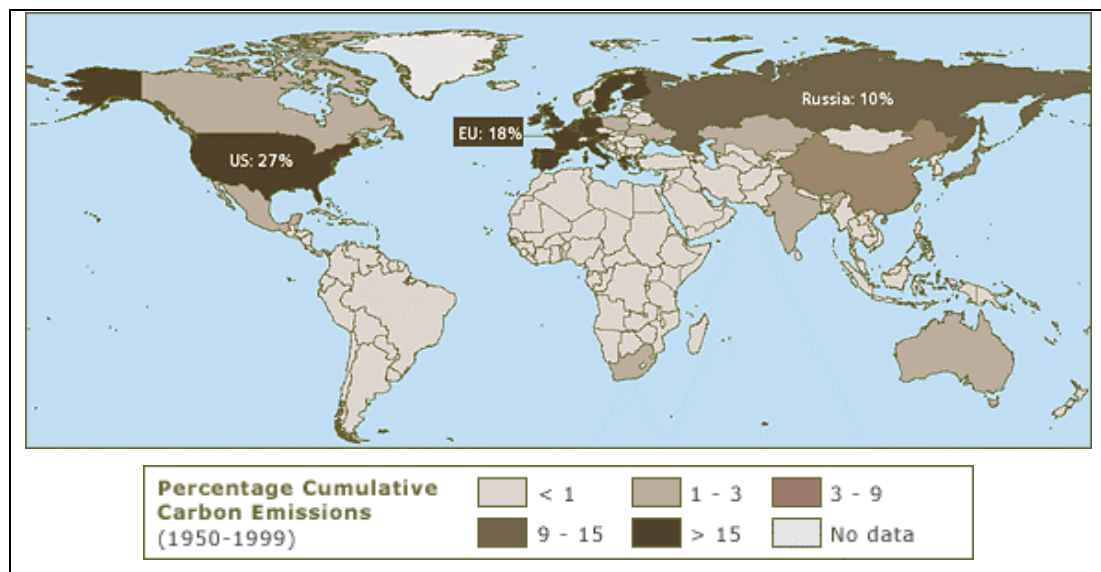 Russia: 10%
EU: 18%
US: 27%
Percentage Cumulative
Carbon Emissions
(1950-1999)
< 1
1 - 3
3 - 9
9 - 15
> 15
No data